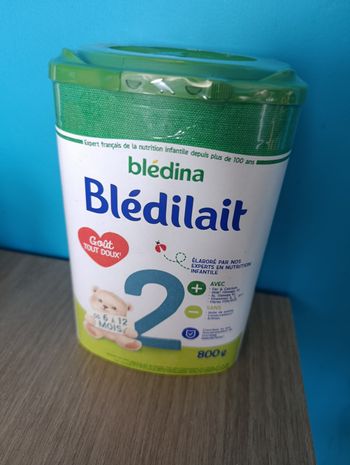 Expert français de la nutrition infantile depuis plus de 100 ans
blédina
Blédilait
Goût
TOUT DOUX
ÉLABORÉ PAR NOS
EXPERTS EN NUTRITION
INFANTILE
2
AVEC
SANS
DE 6 À 12
MOIS
800g